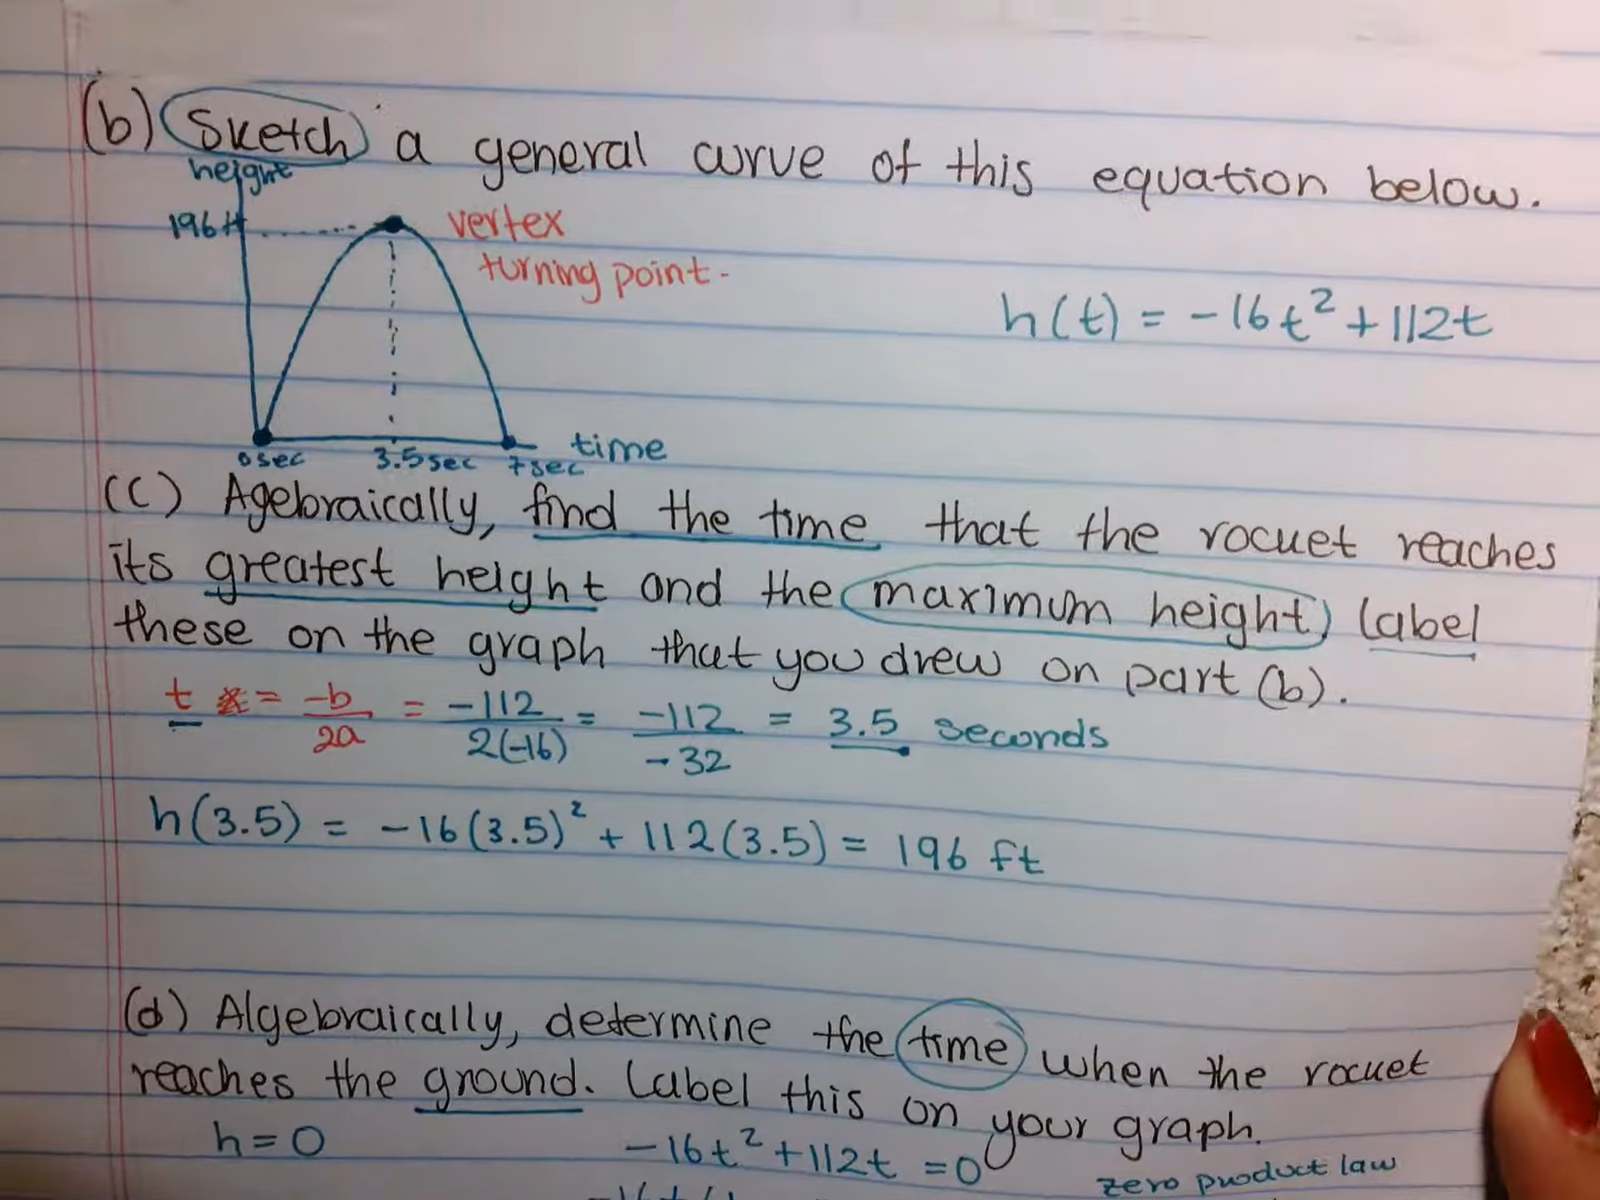 (b) Sketch a general curve of this equation below.
height
196ft
vertex
turning point.
h(t) = -16t² + 112t
0sec 3.5sec 7sec time
(c) Agebraically, find the time that the rocket reaches
its greatest height and the maximum height) Label
these on the graph that you drew on part (b).
t = -b/2a = -112/2(-16) = -112/-32 = 3.5 seconds
h(3.5) = -16(3.5)² + 112(3.5) = 196 ft
(d) Algebraically, determine the time when the rocket
reaches the ground. Label this on your graph.
h=0
-16t² + 112t = 0
zero product law